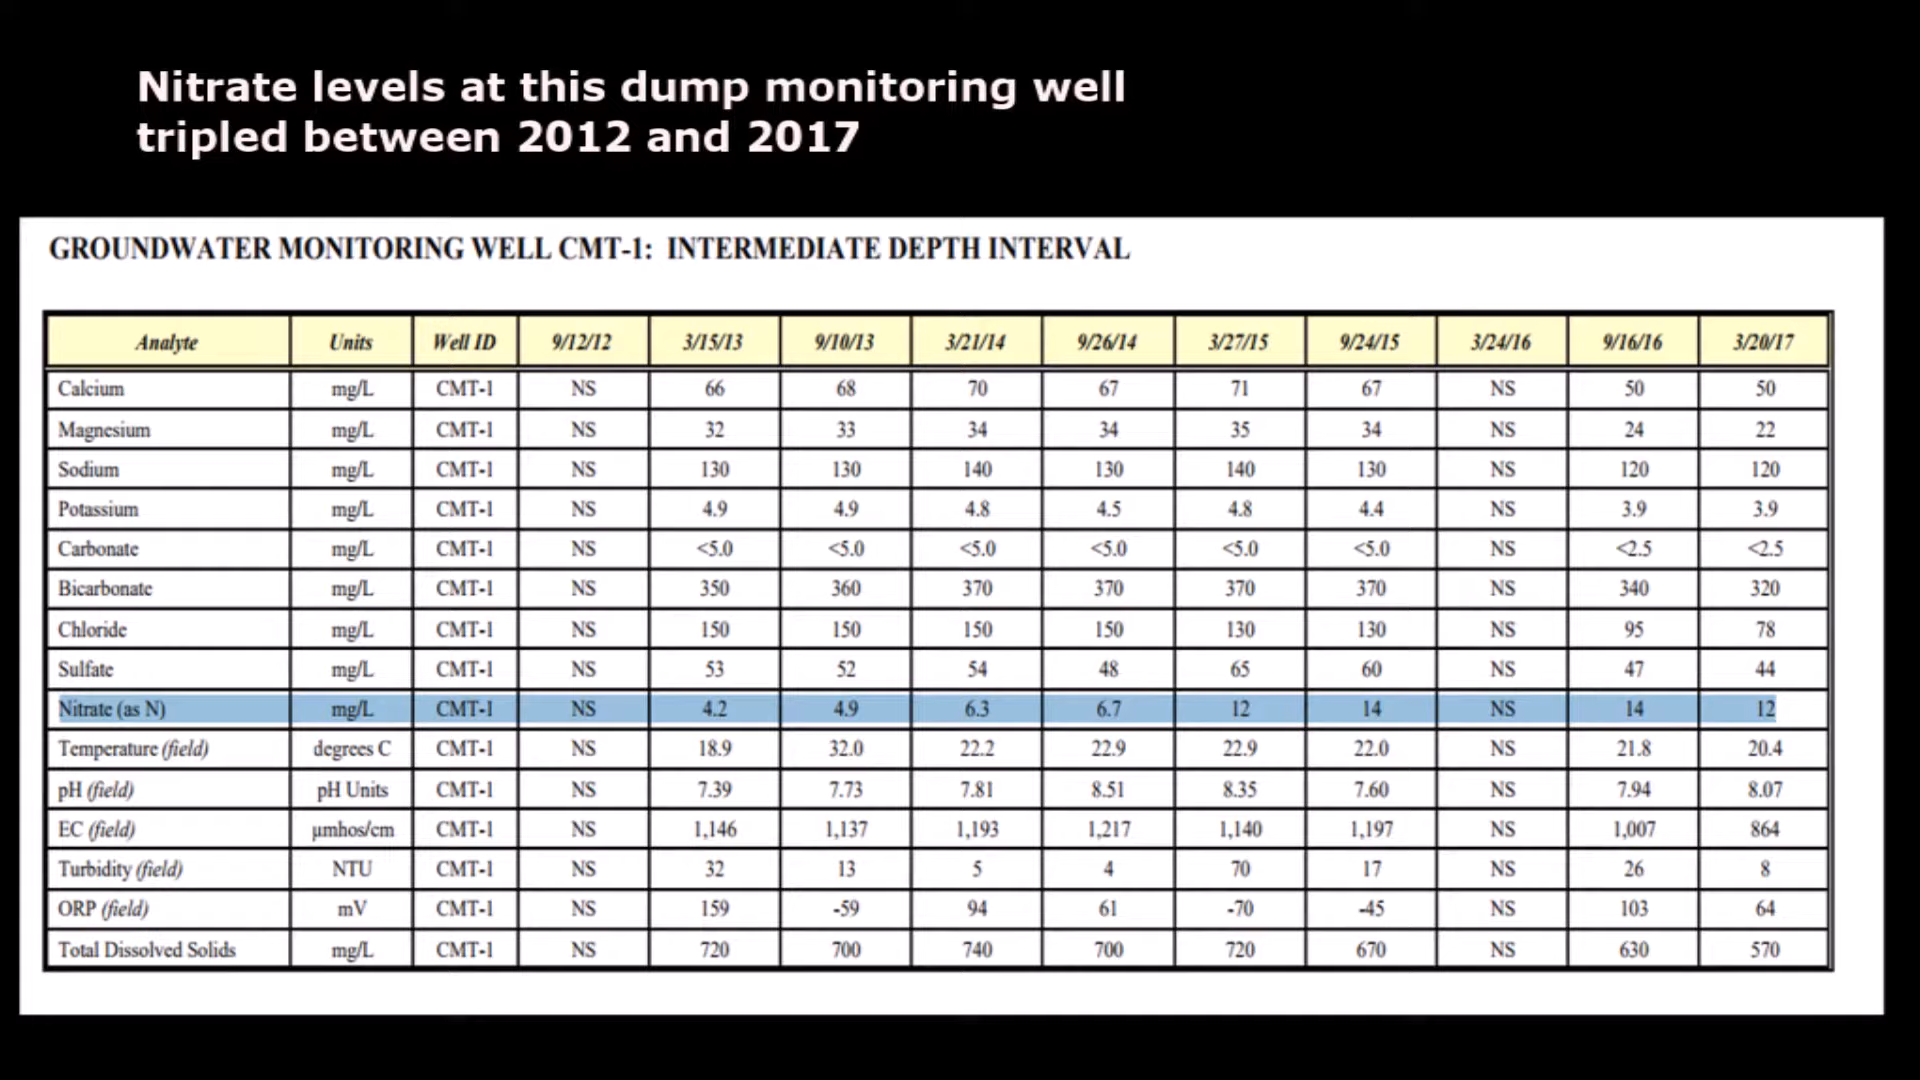 Nitrate levels at this dump monitoring well
tripled between 2012 and 2017
GROUNDWATER MONITORING WELL CMT-1: INTERMEDIATE DEPTH INTERVAL
Analyte Units Well ID 9/12/12 3/15/13 9/10/13 3/21/14 9/26/14 3/27/15 9/24/15 3/24/16 9/16/16 3/20/17
Calcium mg/L CMT-1 NS 66 68 70 67 71 67 NS 50 50
Magnesium mg/L CMT-1 NS 32 33 34 34 35 34 NS 24 22
Sodium mg/L CMT-1 NS 130 130 140 130 140 130 NS 120 120
Potassium mg/L CMT-1 NS 4.9 4.9 4.8 4.5 4.8 4.4 NS 3.9 3.9
Carbonate mg/L CMT-1 NS <5.0 <5.0 <5.0 <5.0 <5.0 <5.0 NS <2.5 <2.5
Bicarbonate mg/L CMT-1 NS 350 360 370 370 370 370 NS 340 320
Chloride mg/L CMT-1 NS 150 150 150 150 130 130 NS 95 78
Sulfate mg/L CMT-1 NS 53 52 54 48 65 60 NS 47 44
Nitrate (as N) mg/L CMT-1 NS 4.2 4.9 6.3 6.7 12 14 NS 14 12
Temperature (field) degrees C CMT-1 NS 18.9 32.0 22.2 22.9 22.9 22.0 NS 21.8 20.4
pH (field) pH Units CMT-1 NS 7.39 7.73 7.81 8.51 8.35 7.60 NS 7.94 8.07
EC (field) µmhos/cm CMT-1 NS 1,146 1,137 1,193 1,217 1,140 1,197 NS 1,007 864
Turbidity (field) NTU CMT-1 NS 32 13 5 4 70 17 NS 26 8
ORP (field) mV CMT-1 NS 159 -59 94 61 -70 -45 NS 103 64
Total Dissolved Solids mg/L CMT-1 NS 720 700 740 700 720 670 NS 630 570